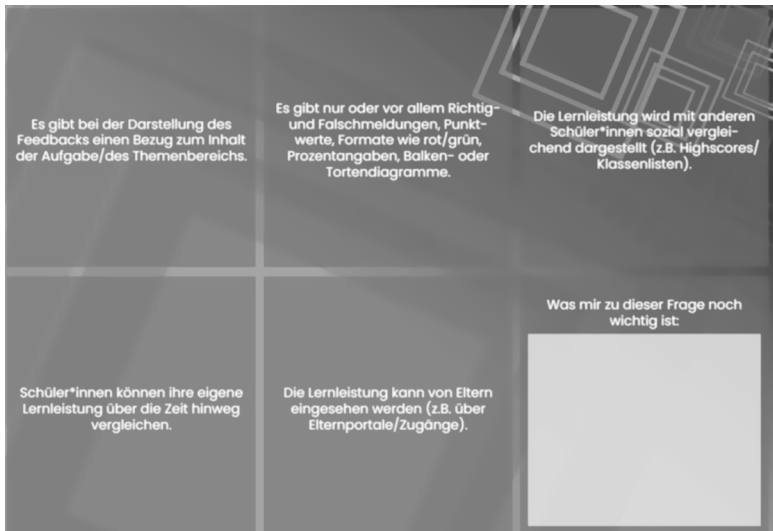 Es gibt bei der Darstellung des
Feedbacks einen Bezug zum Inhalt
der Aufgabe/des Themenbereichs.
Es gibt nur oder vor allem Richtig-
und Falschmeldungen, Punkt-
werte, Formate wie rot/grün,
Prozentangaben, Balken- oder
Tortendiagramme.
Die Lernleistung wird mit anderen
Schüler*innen sozial verglei-
chend dargestellt (z.B. Highscores/
Klassenlisten).
Schüler*innen können ihre eigene
Lernleistung über die Zeit hinweg
vergleichen.
Die Lernleistung kann von Eltern
eingesehen werden (z.B. über
Elternportale/Zugänge).
Was mir zu dieser Frage noch
wichtig ist: